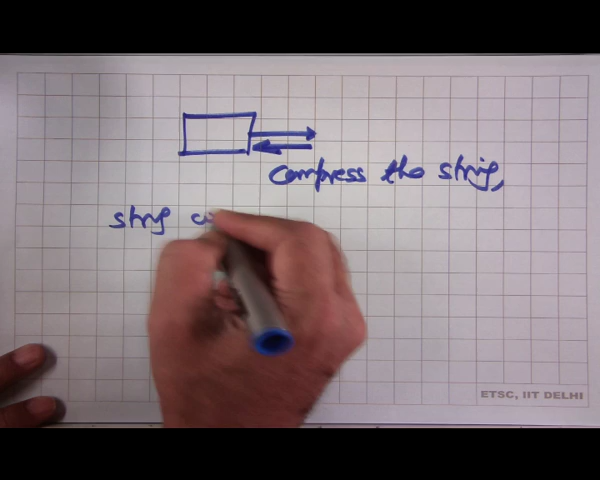 compress the string,
string
ETSC, IIT DELHI